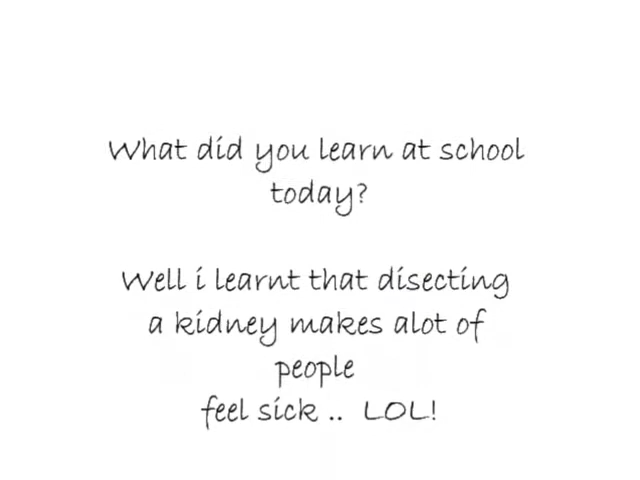 What did you learn at school
today?
Well i learnt that disecting
a kidney makes alot of
people
feel sick .. LOL!